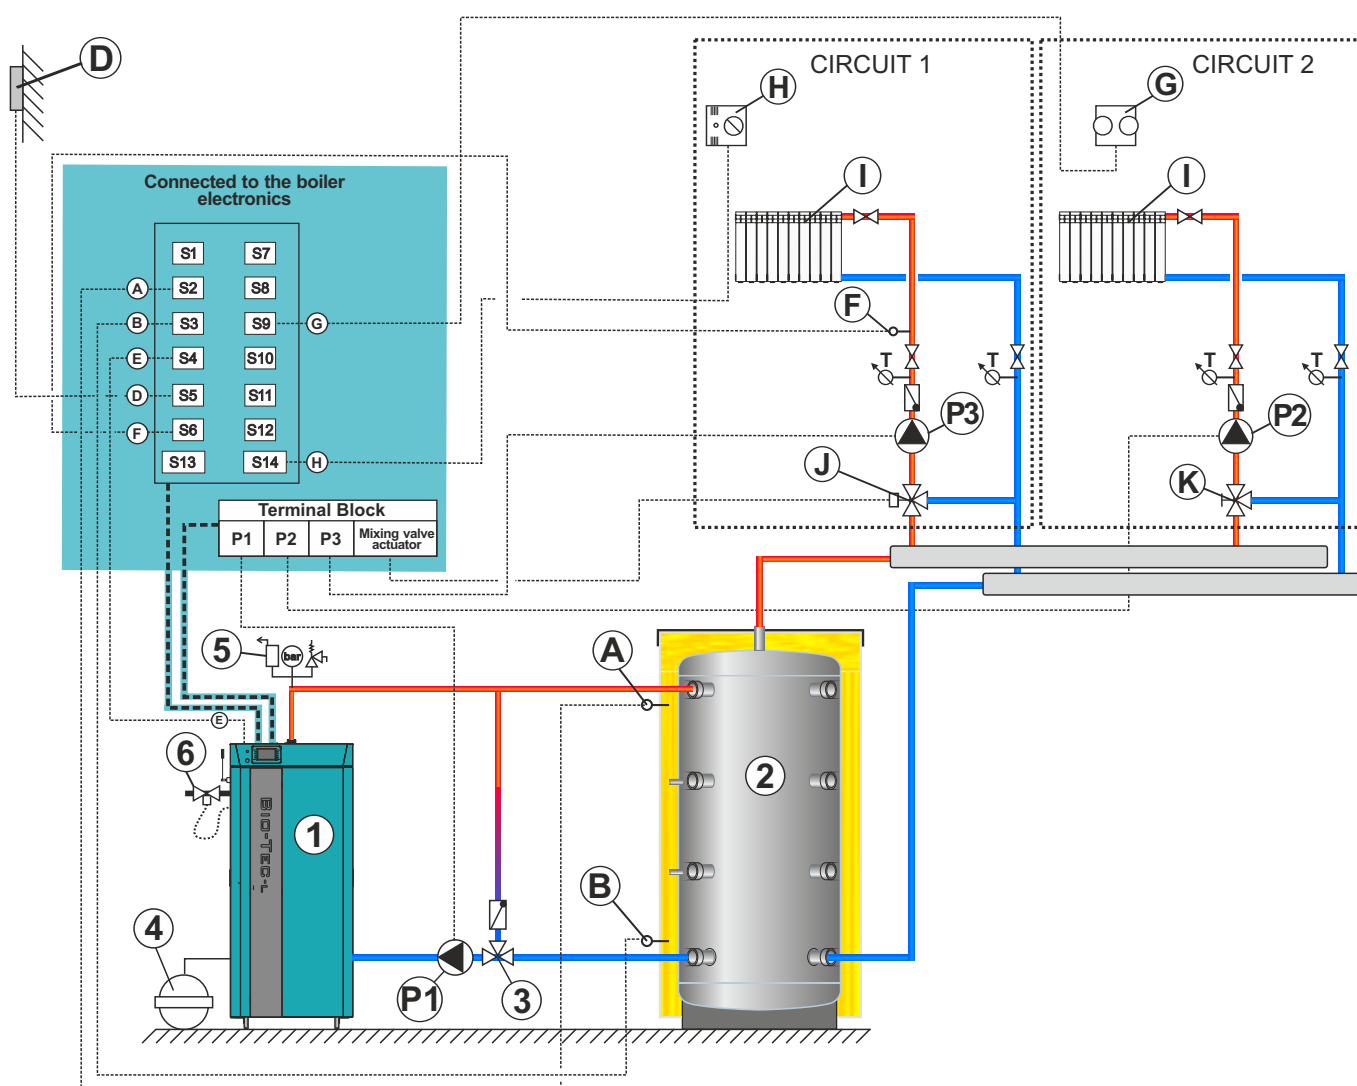 D
CIRCUIT 1
CIRCUIT 2
H
G
I
I
Connected to the boiler
electronics
S1 S7
A S2 S8
B S3 S9 G
E S4 S10
D S5 S11
F S6 S12
S13 S14 H
F
T
T
T
T
P3
P2
J
K
Terminal Block
P1 P2 P3 Mixing valve
actuator
5
bar
A
E
6
2
1
BIO-TEC-L
B
4
P1
3